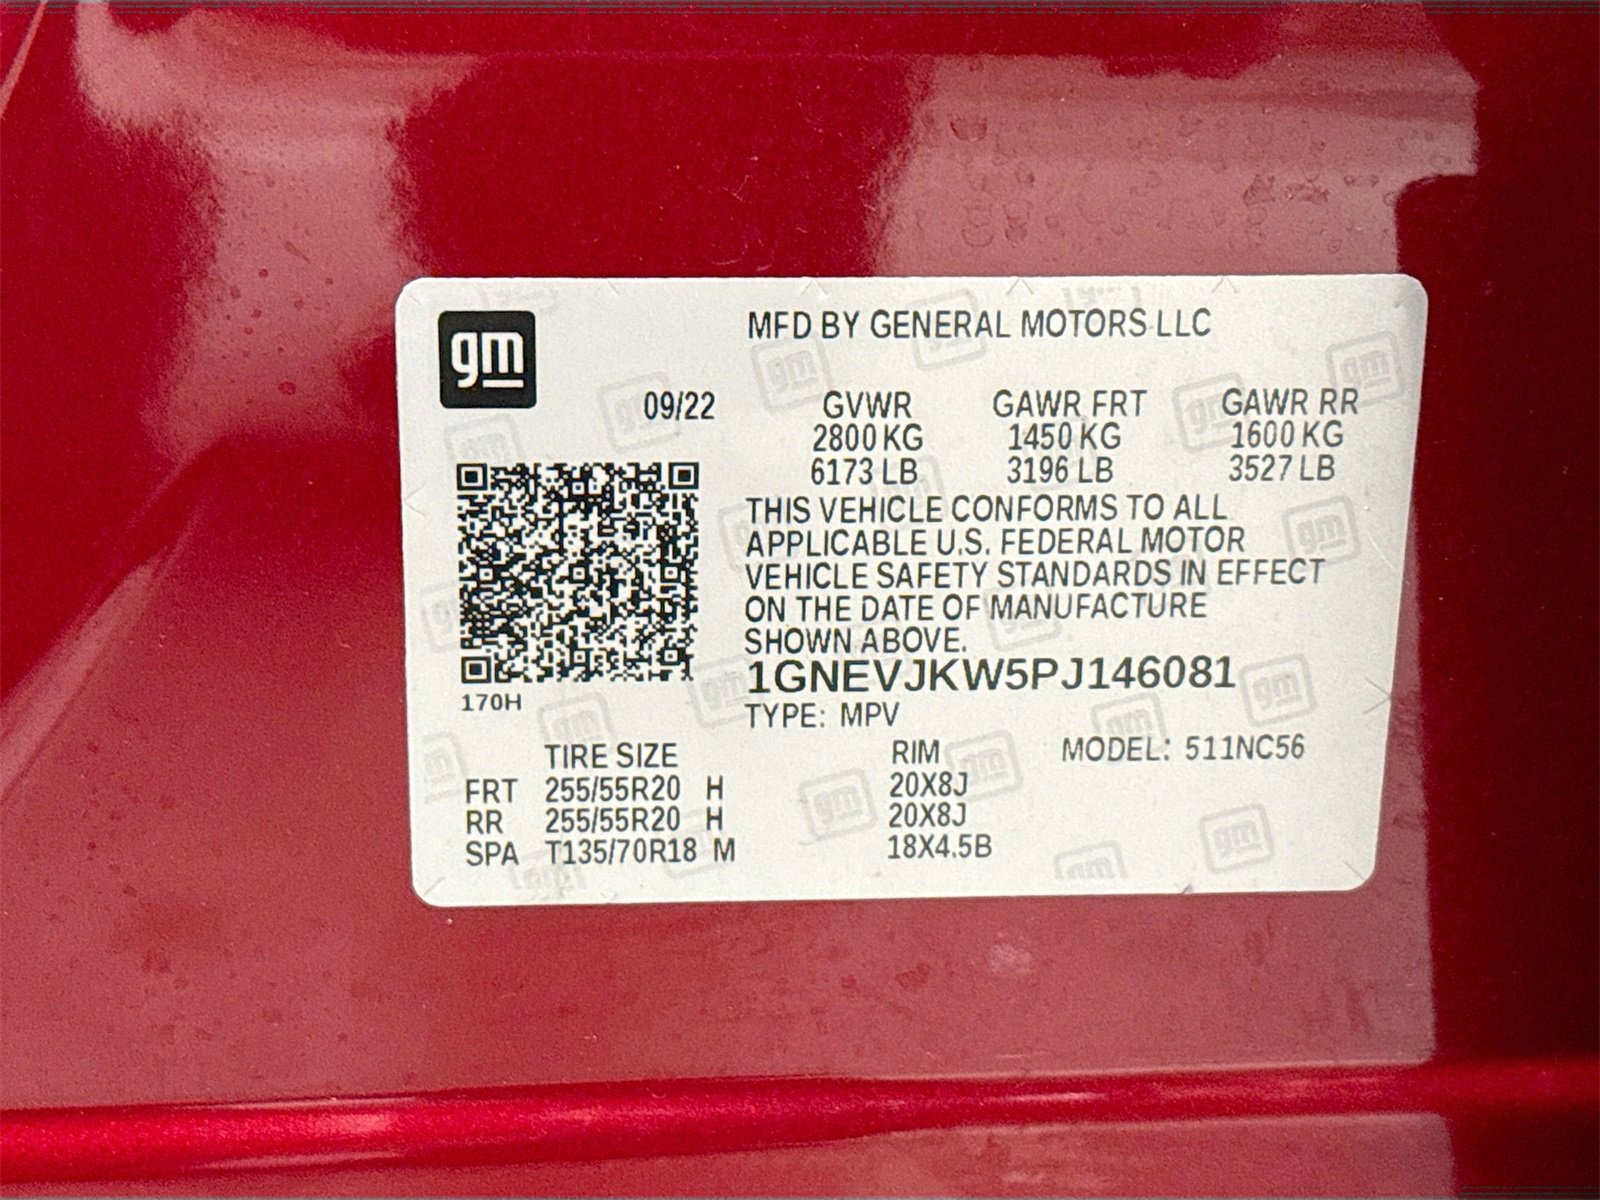 gm
MFD BY GENERAL MOTORS LLC
09/22 GVWR GAWR FRT GAWR RR
2800 KG 1450 KG 1600 KG
6173 LB 3196 LB 3527 LB
THIS VEHICLE CONFORMS TO ALL
APPLICABLE U.S. FEDERAL MOTOR
VEHICLE SAFETY STANDARDS IN EFFECT
ON THE DATE OF MANUFACTURE
SHOWN ABOVE.
1GNEVJKW5PJ146081
170H
TYPE: MPV
TIRE SIZE RIM MODEL: 511NC56
FRT 255/55R20 H 20X8J
RR 255/55R20 H 20X8J
SPA T135/70R18 M 18X4.5B